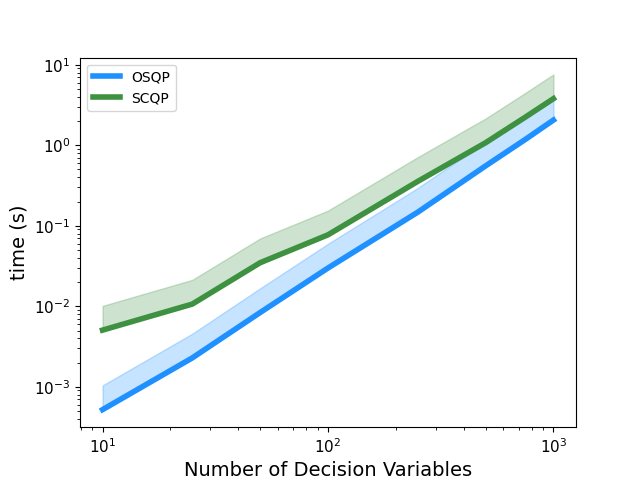 OSQP
SCQP
10¹
10⁰
10⁻¹
10⁻²
10⁻³
time (s)
10¹
10²
10³
Number of Decision Variables